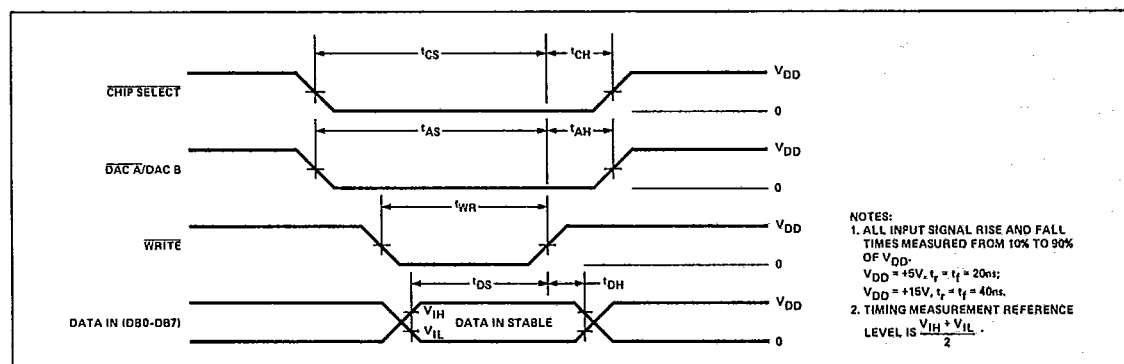 tCS tCH
CHIP SELECT VDD
0
tAS tAH
DAC A/DAC B VDD
0
tWR
WRITE VDD
0
tDS tDH
DATA IN (DB0-DB7) VIH DATA IN STABLE VDD
VIL 0
NOTES:
1. ALL INPUT SIGNAL RISE AND FALL
TIMES MEASURED FROM 10% TO 90%
OF VDD.
VDD = +5V, tr = tf = 20ns;
VDD = +15V, tr = tf = 40ns.
2. TIMING MEASUREMENT REFERENCE
LEVEL IS (VIH + VIL)/2 .